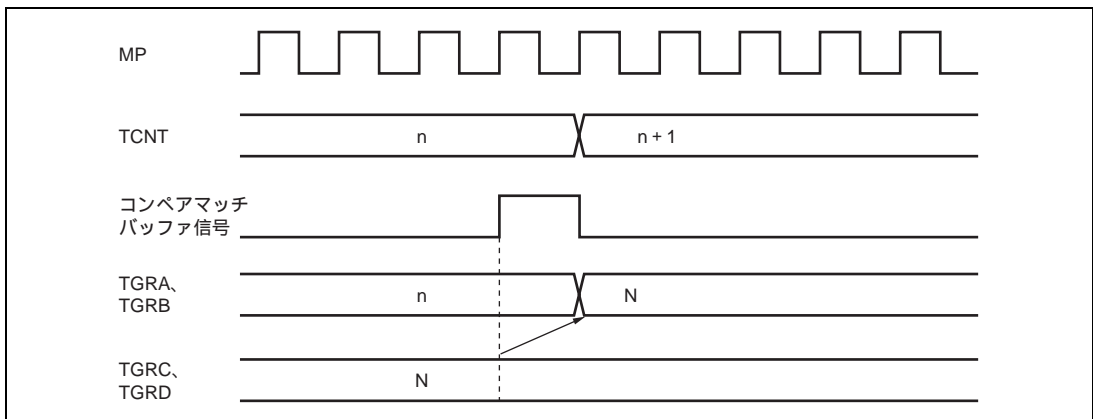 MP
TCNT
n
n + 1
コンペアマッチ
バッファ信号
TGRA、
TGRB
n
N
TGRC、
TGRD
N